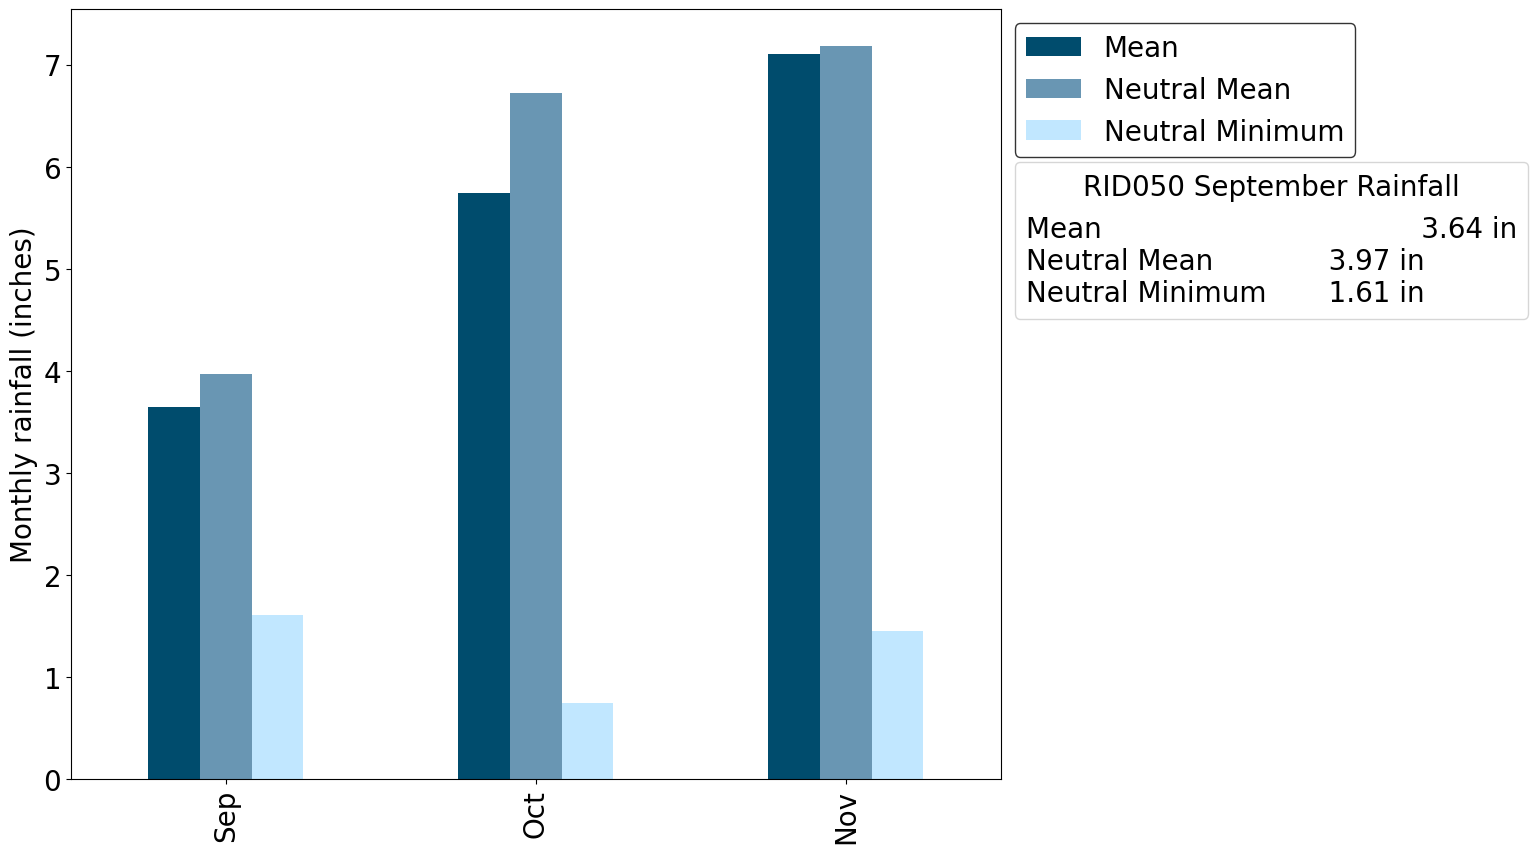 Monthly rainfall (inches)
7
6
5
4
3
2
1
0
Sep
Oct
Nov
Mean
Neutral Mean
Neutral Minimum
RID050 September Rainfall
Mean 3.64 in
Neutral Mean 3.97 in
Neutral Minimum 1.61 in